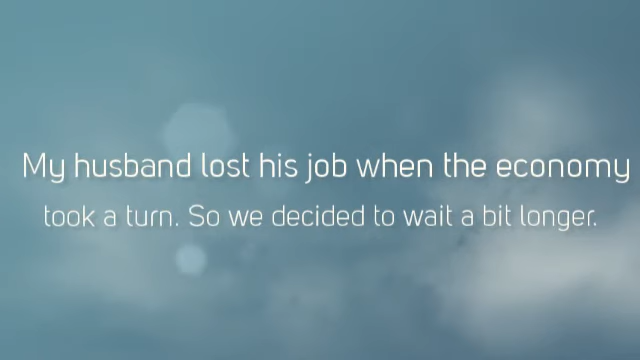 My husband lost his job when the economy
took a turn. So we decided to wait a bit longer.